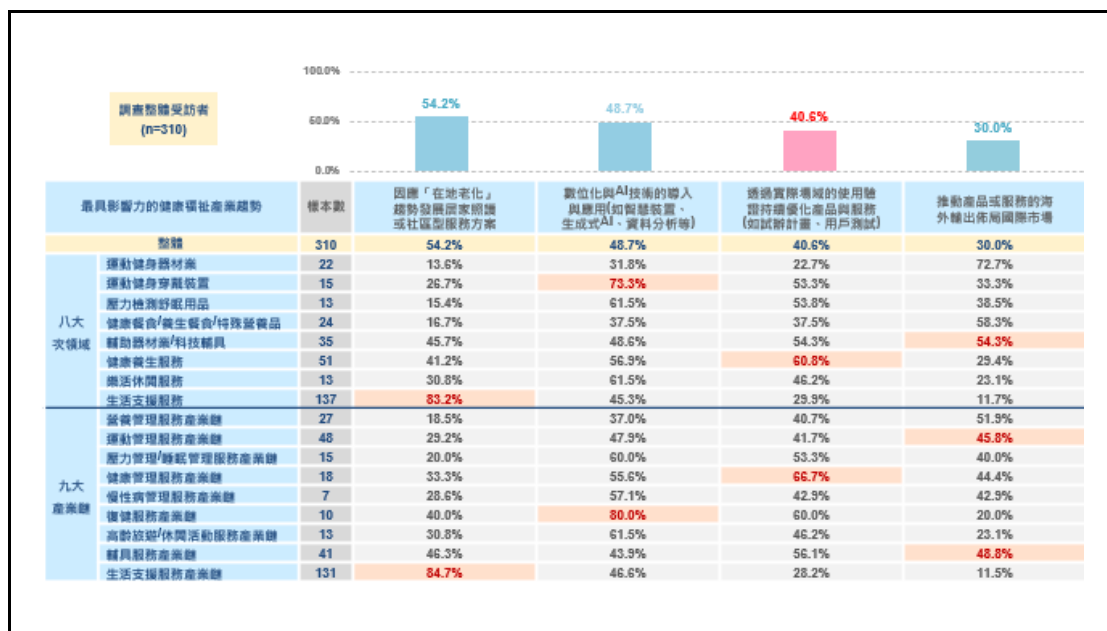 100.0%
調查整體受訪者
(n=310)
54.2%
48.7%
40.6%
30.0%
50.0%
0.0%
最具影響力的健康福祉產業趨勢 樣本數 因應「在地老化」趨勢發展居家照護或社區型服務方案 數位化與AI技術的導入與應用(如智慧裝置、生成式AI、資料分析等) 透過實際場域的使用驗證持續優化產品與服務(如試辦計畫、用戶測試) 推動產品或服務的海外輸出佈局國際市場
整體 310 54.2% 48.7% 40.6% 30.0%
八大次領域
運動健身器材業 22 13.6% 31.8% 22.7% 72.7%
運動健身穿戴裝置 15 26.7% 73.3% 53.3% 33.3%
壓力檢測舒眠用品 13 15.4% 61.5% 53.8% 38.5%
健康餐食/養生餐食/特殊營養品 24 16.7% 37.5% 37.5% 58.3%
輔助器材業/科技輔具 35 45.7% 48.6% 54.3% 54.3%
健康養生服務 51 41.2% 56.9% 60.8% 29.4%
樂活休閒服務 13 30.8% 61.5% 46.2% 23.1%
生活支援服務 137 83.2% 45.3% 29.9% 11.7%
九大產業鏈
營養管理服務產業鏈 27 18.5% 37.0% 40.7% 51.9%
運動管理服務產業鏈 48 29.2% 47.9% 41.7% 45.8%
壓力管理/睡眠管理服務產業鏈 15 20.0% 60.0% 53.3% 40.0%
健康管理服務產業鏈 18 33.3% 55.6% 66.7% 44.4%
慢性病管理服務產業鏈 7 28.6% 57.1% 42.9% 42.9%
復健服務產業鏈 10 40.0% 80.0% 60.0% 20.0%
高齡旅遊/休閒活動服務產業鏈 13 30.8% 61.5% 46.2% 23.1%
輔具服務產業鏈 41 46.3% 43.9% 56.1% 48.8%
生活支援服務產業鏈 131 84.7% 46.6% 28.2% 11.5%